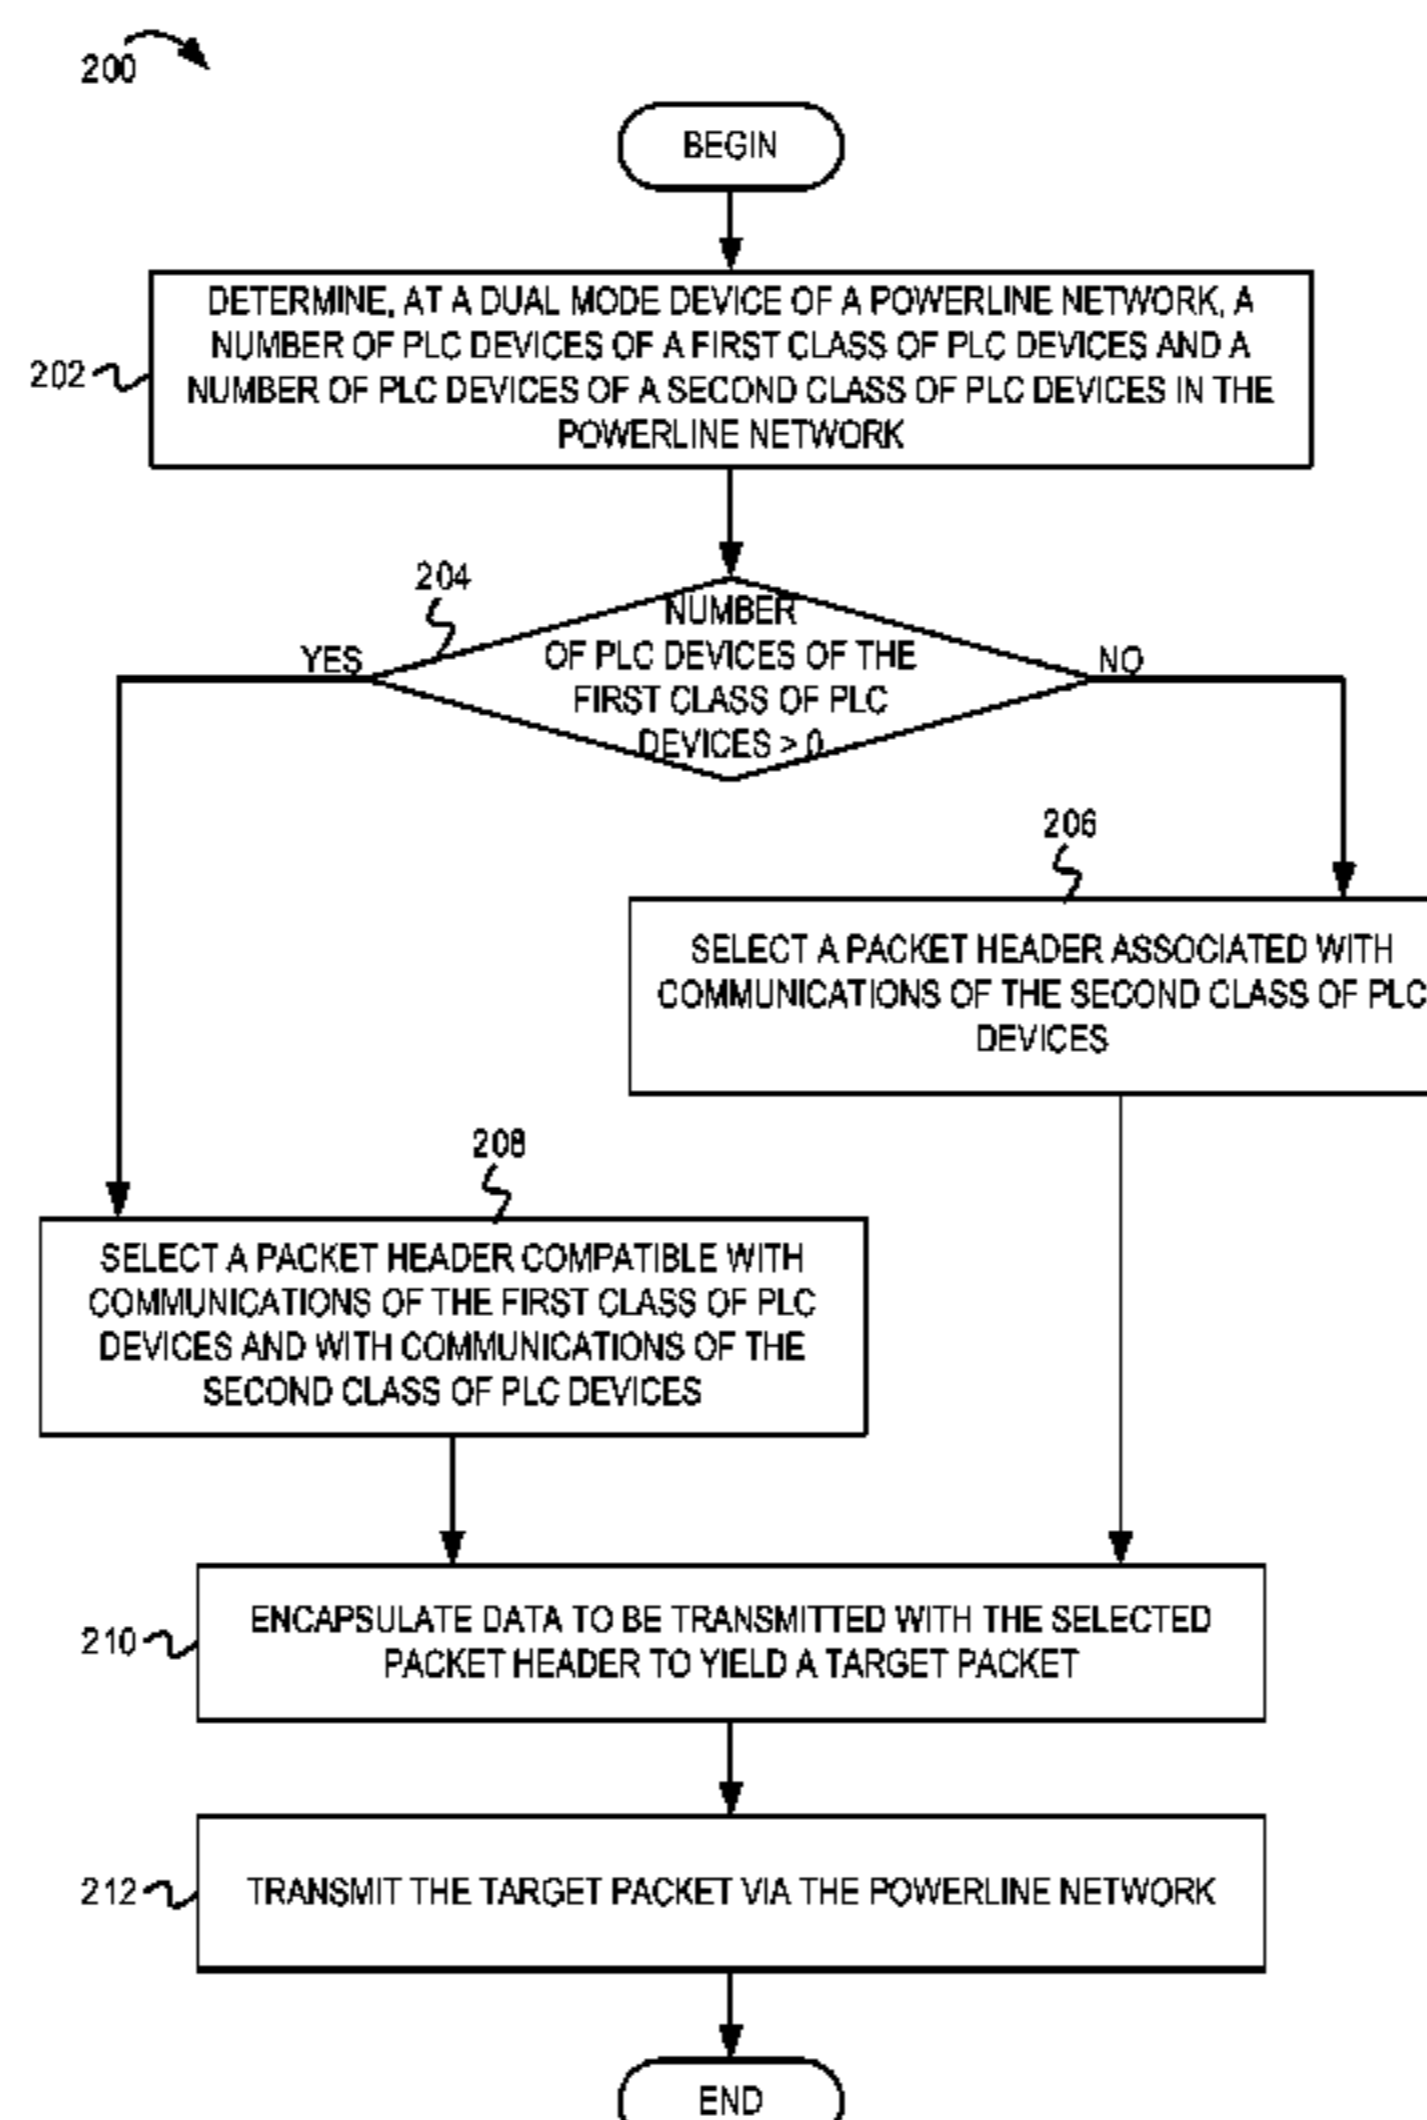 200
BEGIN
DETERMINE, AT A DUAL MODE DEVICE OF A POWERLINE NETWORK, A
NUMBER OF PLC DEVICES OF A FIRST CLASS OF PLC DEVICES AND A
NUMBER OF PLC DEVICES OF A SECOND CLASS OF PLC DEVICES IN THE
POWERLINE NETWORK
202
204
NUMBER
OF PLC DEVICES OF THE
FIRST CLASS OF PLC
DEVICES > 0
YES
NO
206
SELECT A PACKET HEADER ASSOCIATED WITH
COMMUNICATIONS OF THE SECOND CLASS OF PLC
DEVICES
208
SELECT A PACKET HEADER COMPATIBLE WITH
COMMUNICATIONS OF THE FIRST CLASS OF PLC
DEVICES AND WITH COMMUNICATIONS OF THE
SECOND CLASS OF PLC DEVICES
210
ENCAPSULATE DATA TO BE TRANSMITTED WITH THE SELECTED
PACKET HEADER TO YIELD A TARGET PACKET
212
TRANSMIT THE TARGET PACKET VIA THE POWERLINE NETWORK
END